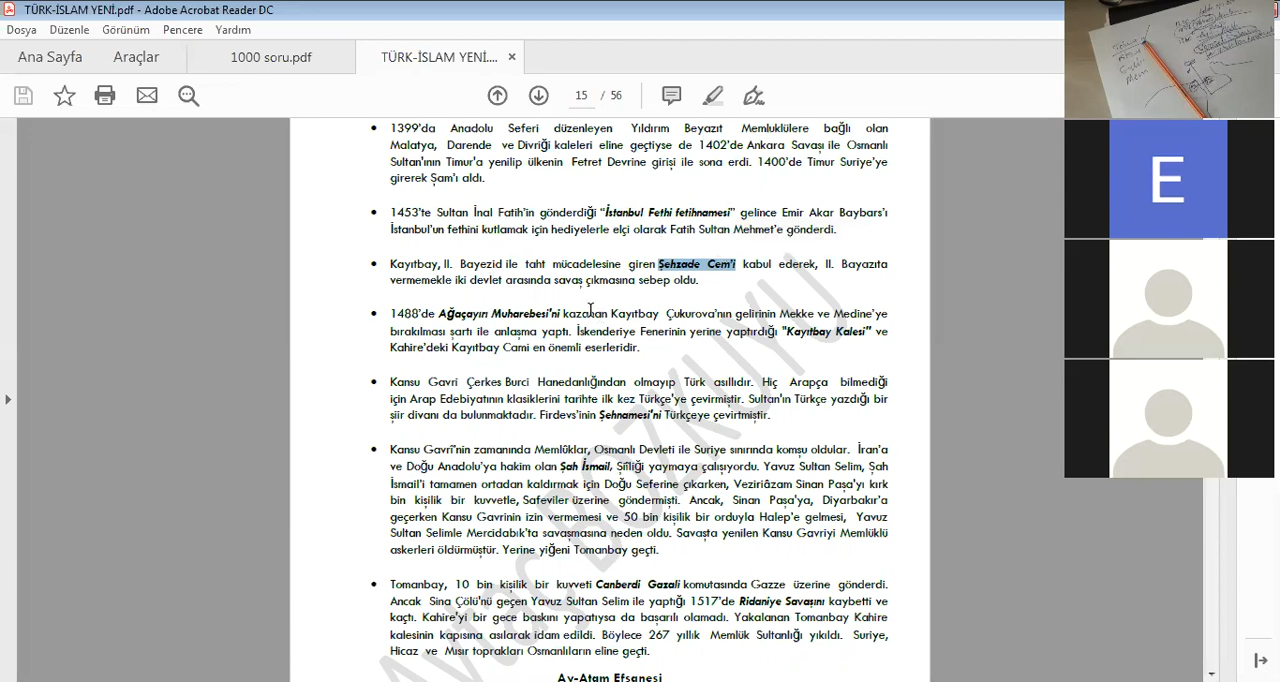 TÜRK-İSLAM YENİ.pdf - Adobe Acrobat Reader DC
Dosya Düzenle Görünüm Pencere Yardım
Ana Sayfa Araçlar 1000 soru.pdf TÜRK-İSLAM YENİ.... ×
15 / 56
• 1399'da Anadolu Seferi düzenleyen Yıldırım Beyazıt Memluklülere bağlı olan
Malatya, Darende ve Divriği kaleleri eline geçtiyse de 1402'de Ankara Savaşı ile Osmanlı
Sultan'ının Timur'a yenilip ülkenin Fetret Devrine girişi ile sona erdi. 1400'de Timur Suriye'ye
girerek Şam'ı aldı.
• 1453'te Sultan İnal Fatih'in gönderdiği "İstanbul Fethi fetihnamesi" gelince Emir Akar Baybars'ı
İstanbul'un fethini kutlamak için hediyelerle elçi olarak Fatih Sultan Mehmet'e gönderdi.
• Kayıtbay, II. Bayezid ile taht mücadelesine giren Şehzade Cem'i kabul ederek, II. Bayazıta
vermemekle iki devlet arasında savaş çıkmasına sebep oldu.
• 1488'de Ağaçayırı Muharebesi'ni kazanan Kayıtbay Çukurova'nın gelirinin Mekke ve Medine'ye
bırakılması şartı ile anlaşma yaptı. İskenderiye Fenerinin yerine yaptırdığı "Kayıtbay Kalesi" ve
Kahire'deki Kayıtbay Cami en önemli eserleridir.
• Kansu Gavri Çerkes Burci Hanedanlığından olmayıp Türk asıllıdır. Hiç Arapça bilmediği
için Arap Edebiyatının klasiklerini tarihte ilk kez Türkçe'ye çevirmiştir. Sultan'ın Türkçe yazdığı bir
şiir divanı da bulunmaktadır. Firdevs'inin Şehnamesi'ni Türkçeye çevirtmiştir.
• Kansu Gavrî'nin zamanında Memlûklar, Osmanlı Devleti ile Suriye sınırında komşu oldular. İran'a
ve Doğu Anadolu'ya hakim olan Şah İsmail, Şiîliği yaymaya çalışıyordu. Yavuz Sultan Selim, Şah
İsmail'i tamamen ortadan kaldırmak için Doğu Seferine çıkarken, Veziriâzam Sinan Paşa'yı kırk
bin kişilik bir kuvvetle, Safeviler üzerine göndermişti. Ancak, Sinan Paşa'ya, Diyarbakır'a
geçerken Kansu Gavrinin izin vermemesi ve 50 bin kişilik bir orduyla Halep'e gelmesi, Yavuz
Sultan Selimle Mercidabık'ta savaşmasına neden oldu. Savaşta yenilen Kansu Gavriyi Memlüklü
askerleri öldürmüştür. Yerine yiğeni Tomanbay geçti.
• Tomanbay, 10 bin kişilik bir kuvveti Canberdi Gazali komutasında Gazze üzerine gönderdi.
Ancak Sina Çölü'nü geçen Yavuz Sultan Selim ile yaptığı 1517'de Ridaniye Savaşını kaybetti ve
kaçtı. Kahire'yi bir gece baskını yapatıysa da başarılı olamadı. Yakalanan Tomanbay Kahire
kalesinin kapısına asılarak idam edildi. Böylece 267 yıllık Memlük Sultanlığı yıkıldı. Suriye,
Hicaz ve Mısır toprakları Osmanlıların eline geçti.
Ay-Atam Efsanesi
Aytaç BOZKUYU
E